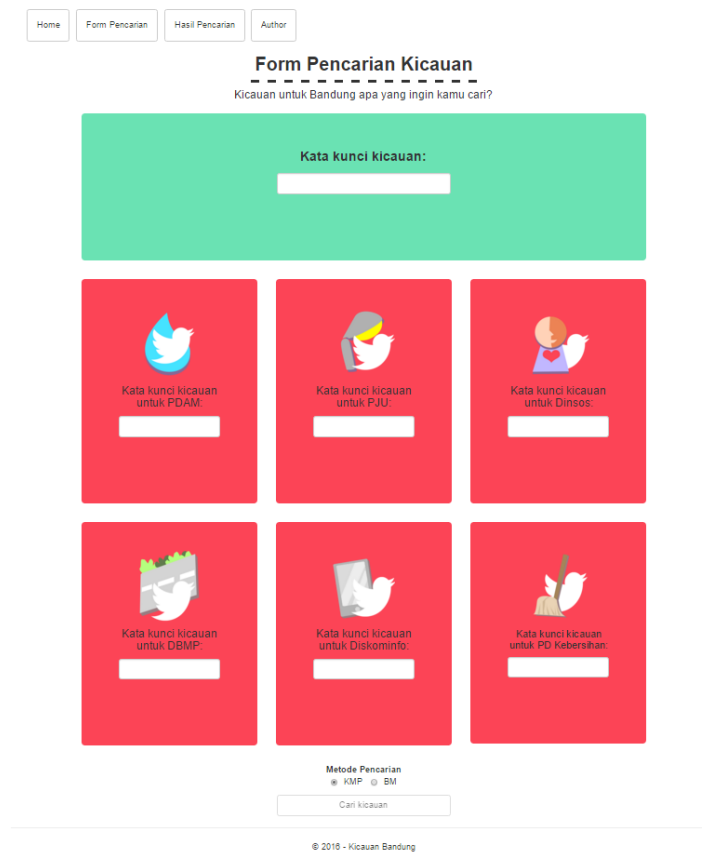 Home Form Pencarian Hasil Pencarian Author
Form Pencarian Kicauan
Kicauan untuk Bandung apa yang ingin kamu cari?
Kata kunci kicauan:
Kata kunci kicauan
untuk PDAM:
Kata kunci kicauan
untuk PJU:
Kata kunci kicauan
untuk Dinsos:
Kata kunci kicauan
untuk DBMP:
Kata kunci kicauan
untuk Diskominfo:
Kata kunci kicauan
untuk PD Kebersihan:
Metode Pencarian
KMP BM
Cari kicauan
© 2016 - Kicauan Bandung